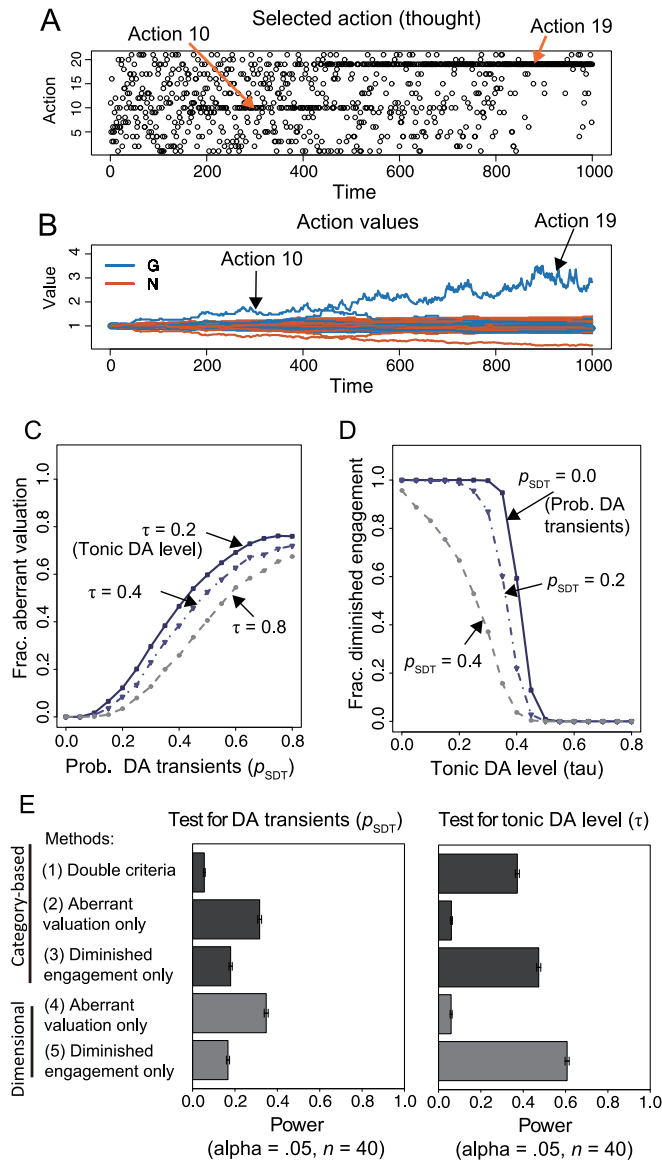 A
Selected action (thought)
Action 10
Action 19
Action
20
15
10
5
0
200
400
600
800
1000
Time
B
Action values
Action 19
Action 10
G
N
Value
4
3
2
1
0
200
400
600
800
1000
Time
C
Frac. aberrant valuation
1.0
0.8
0.6
0.4
0.2
0.0
τ = 0.2
(Tonic DA level)
τ = 0.4
τ = 0.8
0.0
0.2
0.4
0.6
0.8
Prob. DA transients (pSDT)
D
Frac. diminished engagement
1.0
0.8
0.6
0.4
0.2
0.0
pSDT = 0.0
(Prob. DA
transients)
pSDT = 0.2
pSDT = 0.4
0.0
0.2
0.4
0.6
0.8
Tonic DA level (tau)
E
Methods:
Test for DA transients (pSDT)
Test for tonic DA level (τ)
Category-based
(1) Double criteria
(2) Aberrant
valuation only
(3) Diminished
engagement only
Dimensional
(4) Aberrant
valuation only
(5) Diminished
engagement only
0.0
0.2
0.4
0.6
0.8
1.0
Power
(alpha = .05, n = 40)
0.0
0.2
0.4
0.6
0.8
1.0
Power
(alpha = .05, n = 40)